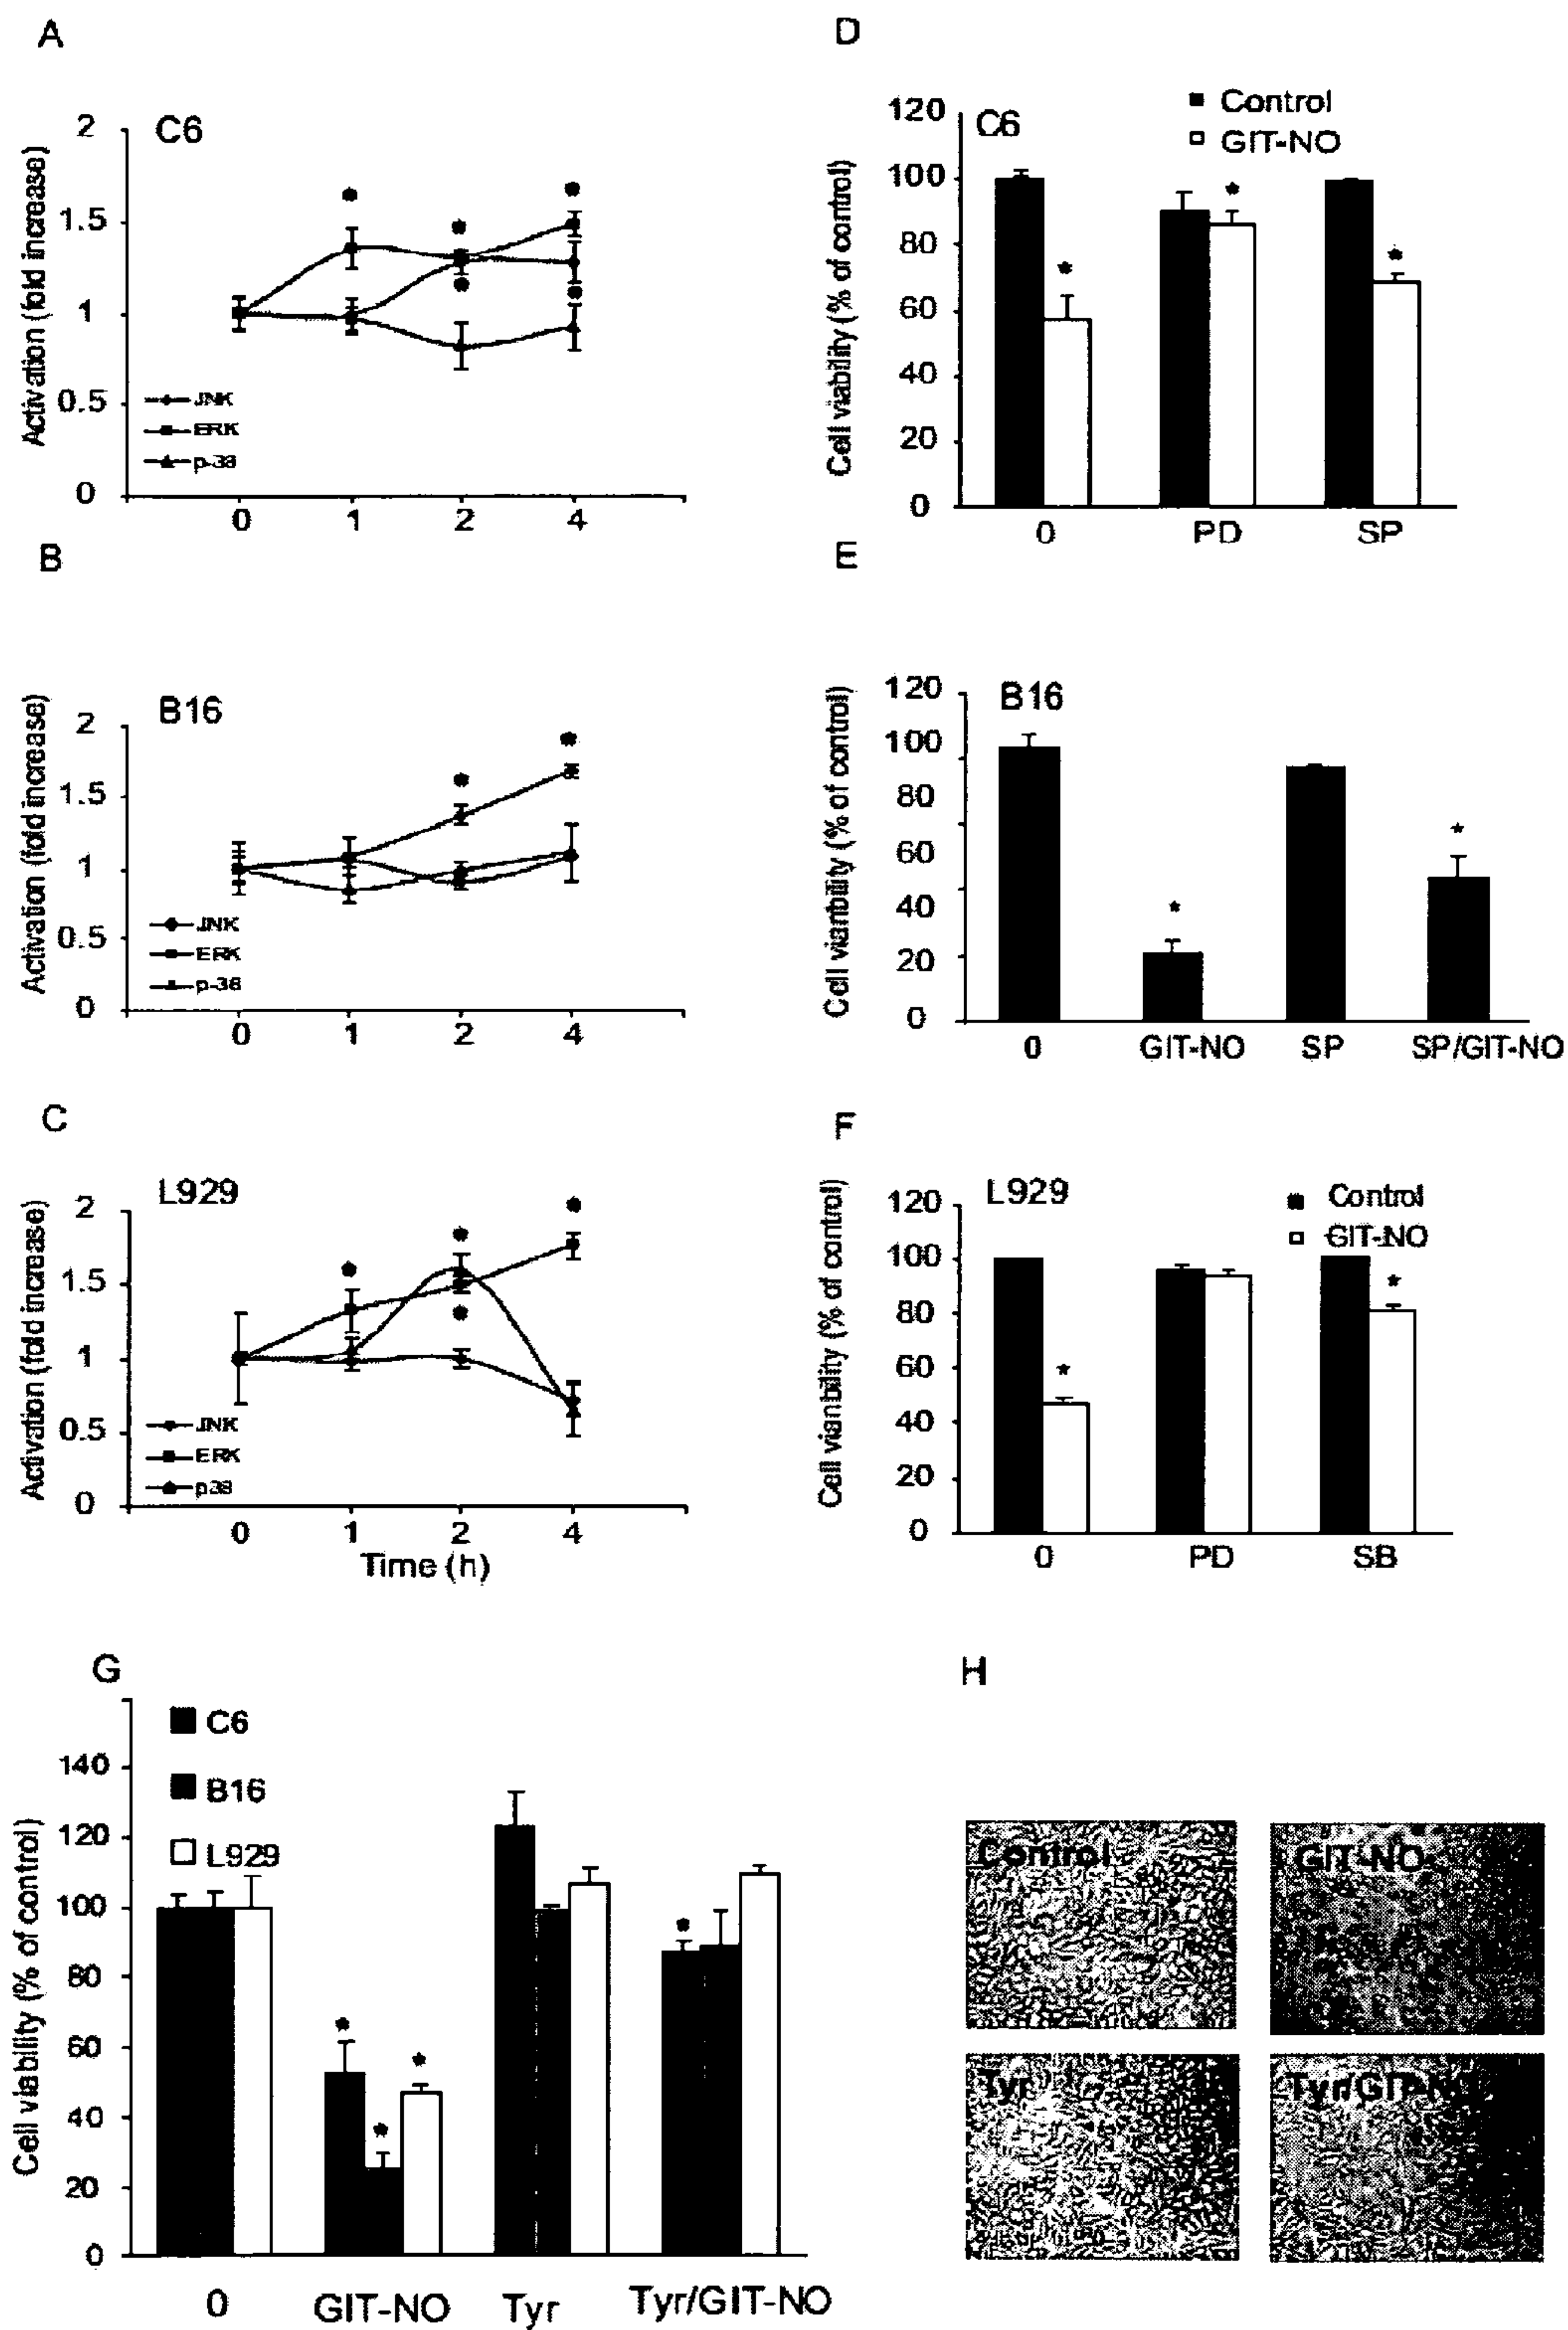 A
C6
Activation (fold increase)
2
1.5
1
0.5
0
JNK
ERK
p-38
0 1 2 4
B
B16
Activation (fold increase)
2
1.5
1
0.5
0
JNK
ERK
p-38
0 1 2 4
C
L929
Activation (fold increase)
2
1.5
1
0.5
0
JNK
ERK
p38
0 1 2 4
Time (h)
D
C6
Control
GIT-NO
Cell viability (% of control)
120
100
80
60
40
20
0
0 PD SP
E
B16
Cell vianbility (% of control)
120
100
80
60
40
20
0
0 GIT-NO SP SP/GIT-NO
F
L929
Control
GIT-NO
Cell vianbility (% of control)
120
100
80
60
40
20
0
0 PD SB
G
C6
B16
L929
Cell viability (% of control)
140
120
100
80
60
40
20
0
0 GIT-NO Tyr Tyr/GIT-NO
H
Control
GIT-NO
Tyr
Tyr/GIT-NO